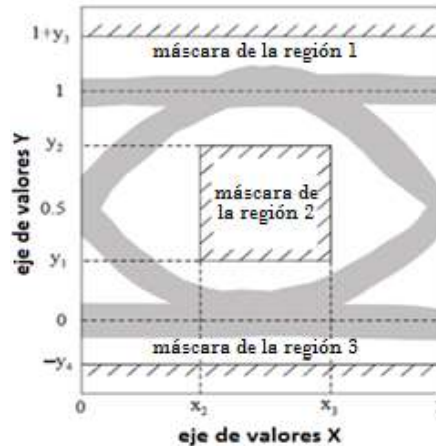 1+y₃
máscara de la región 1
1
y₂
máscara de
la región 2
0.5
y₁
0
máscara de la región 3
−y₄
0
x₂
x₃
eje de valores Y
eje de valores X